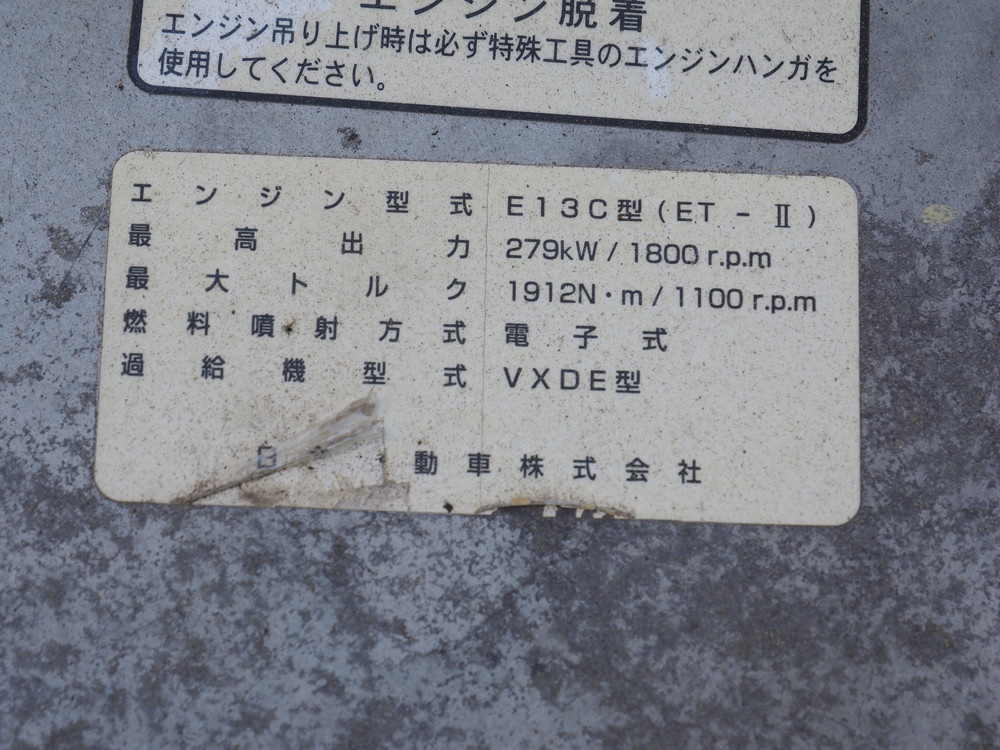 エンジン脱着
エンジン吊り上げ時は必ず特殊工具のエンジンハンガを
使用してください。
エンジン型式 E13C型(ET-Ⅱ)
最高出力 279kW/1800r.p.m
最大トルク 1912N・m/1100r.p.m
燃料噴射方式 電子式
過給機型式 VXDE型
日 動車株式会社